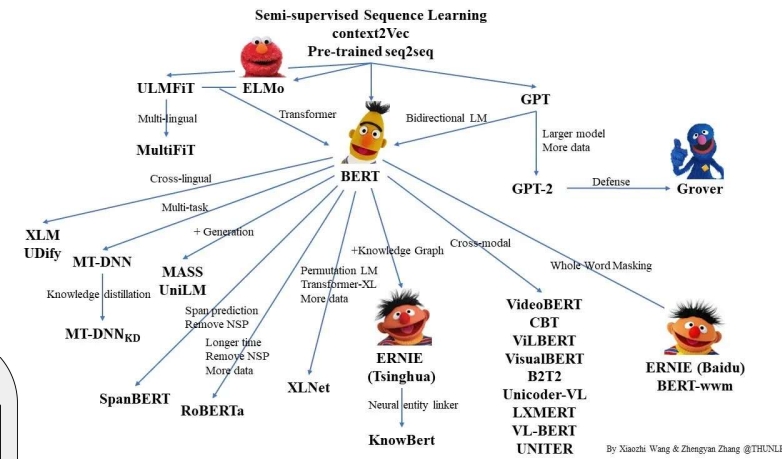 Semi-supervised Sequence Learning
context2Vec
Pre-trained seq2seq
ULMFiT
ELMo
GPT
Multi-lingual
Transformer
Bidirectional LM
Larger model
More data
MultiFiT
BERT
GPT-2
Defense
Grover
Cross-lingual
Multi-task
+ Generation
+Knowledge Graph
Cross-modal
Whole Word Masking
XLM
UDify
MT-DNN
MASS
UniLM
Permutation LM
Transformer-XL
More data
Knowledge distillation
Span prediction
Remove NSP
MT-DNNKD
Longer time
Remove NSP
More data
SpanBERT
RoBERTa
XLNet
ERNIE
(Tsinghua)
Neural entity linker
KnowBert
VideoBERT
CBT
ViLBERT
VisualBERT
B2T2
Unicoder-VL
LXMERT
VL-BERT
UNITER
ERNIE (Baidu)
BERT-wwm
By Xiaozhi Wang & Zhengyan Zhang @THUNL